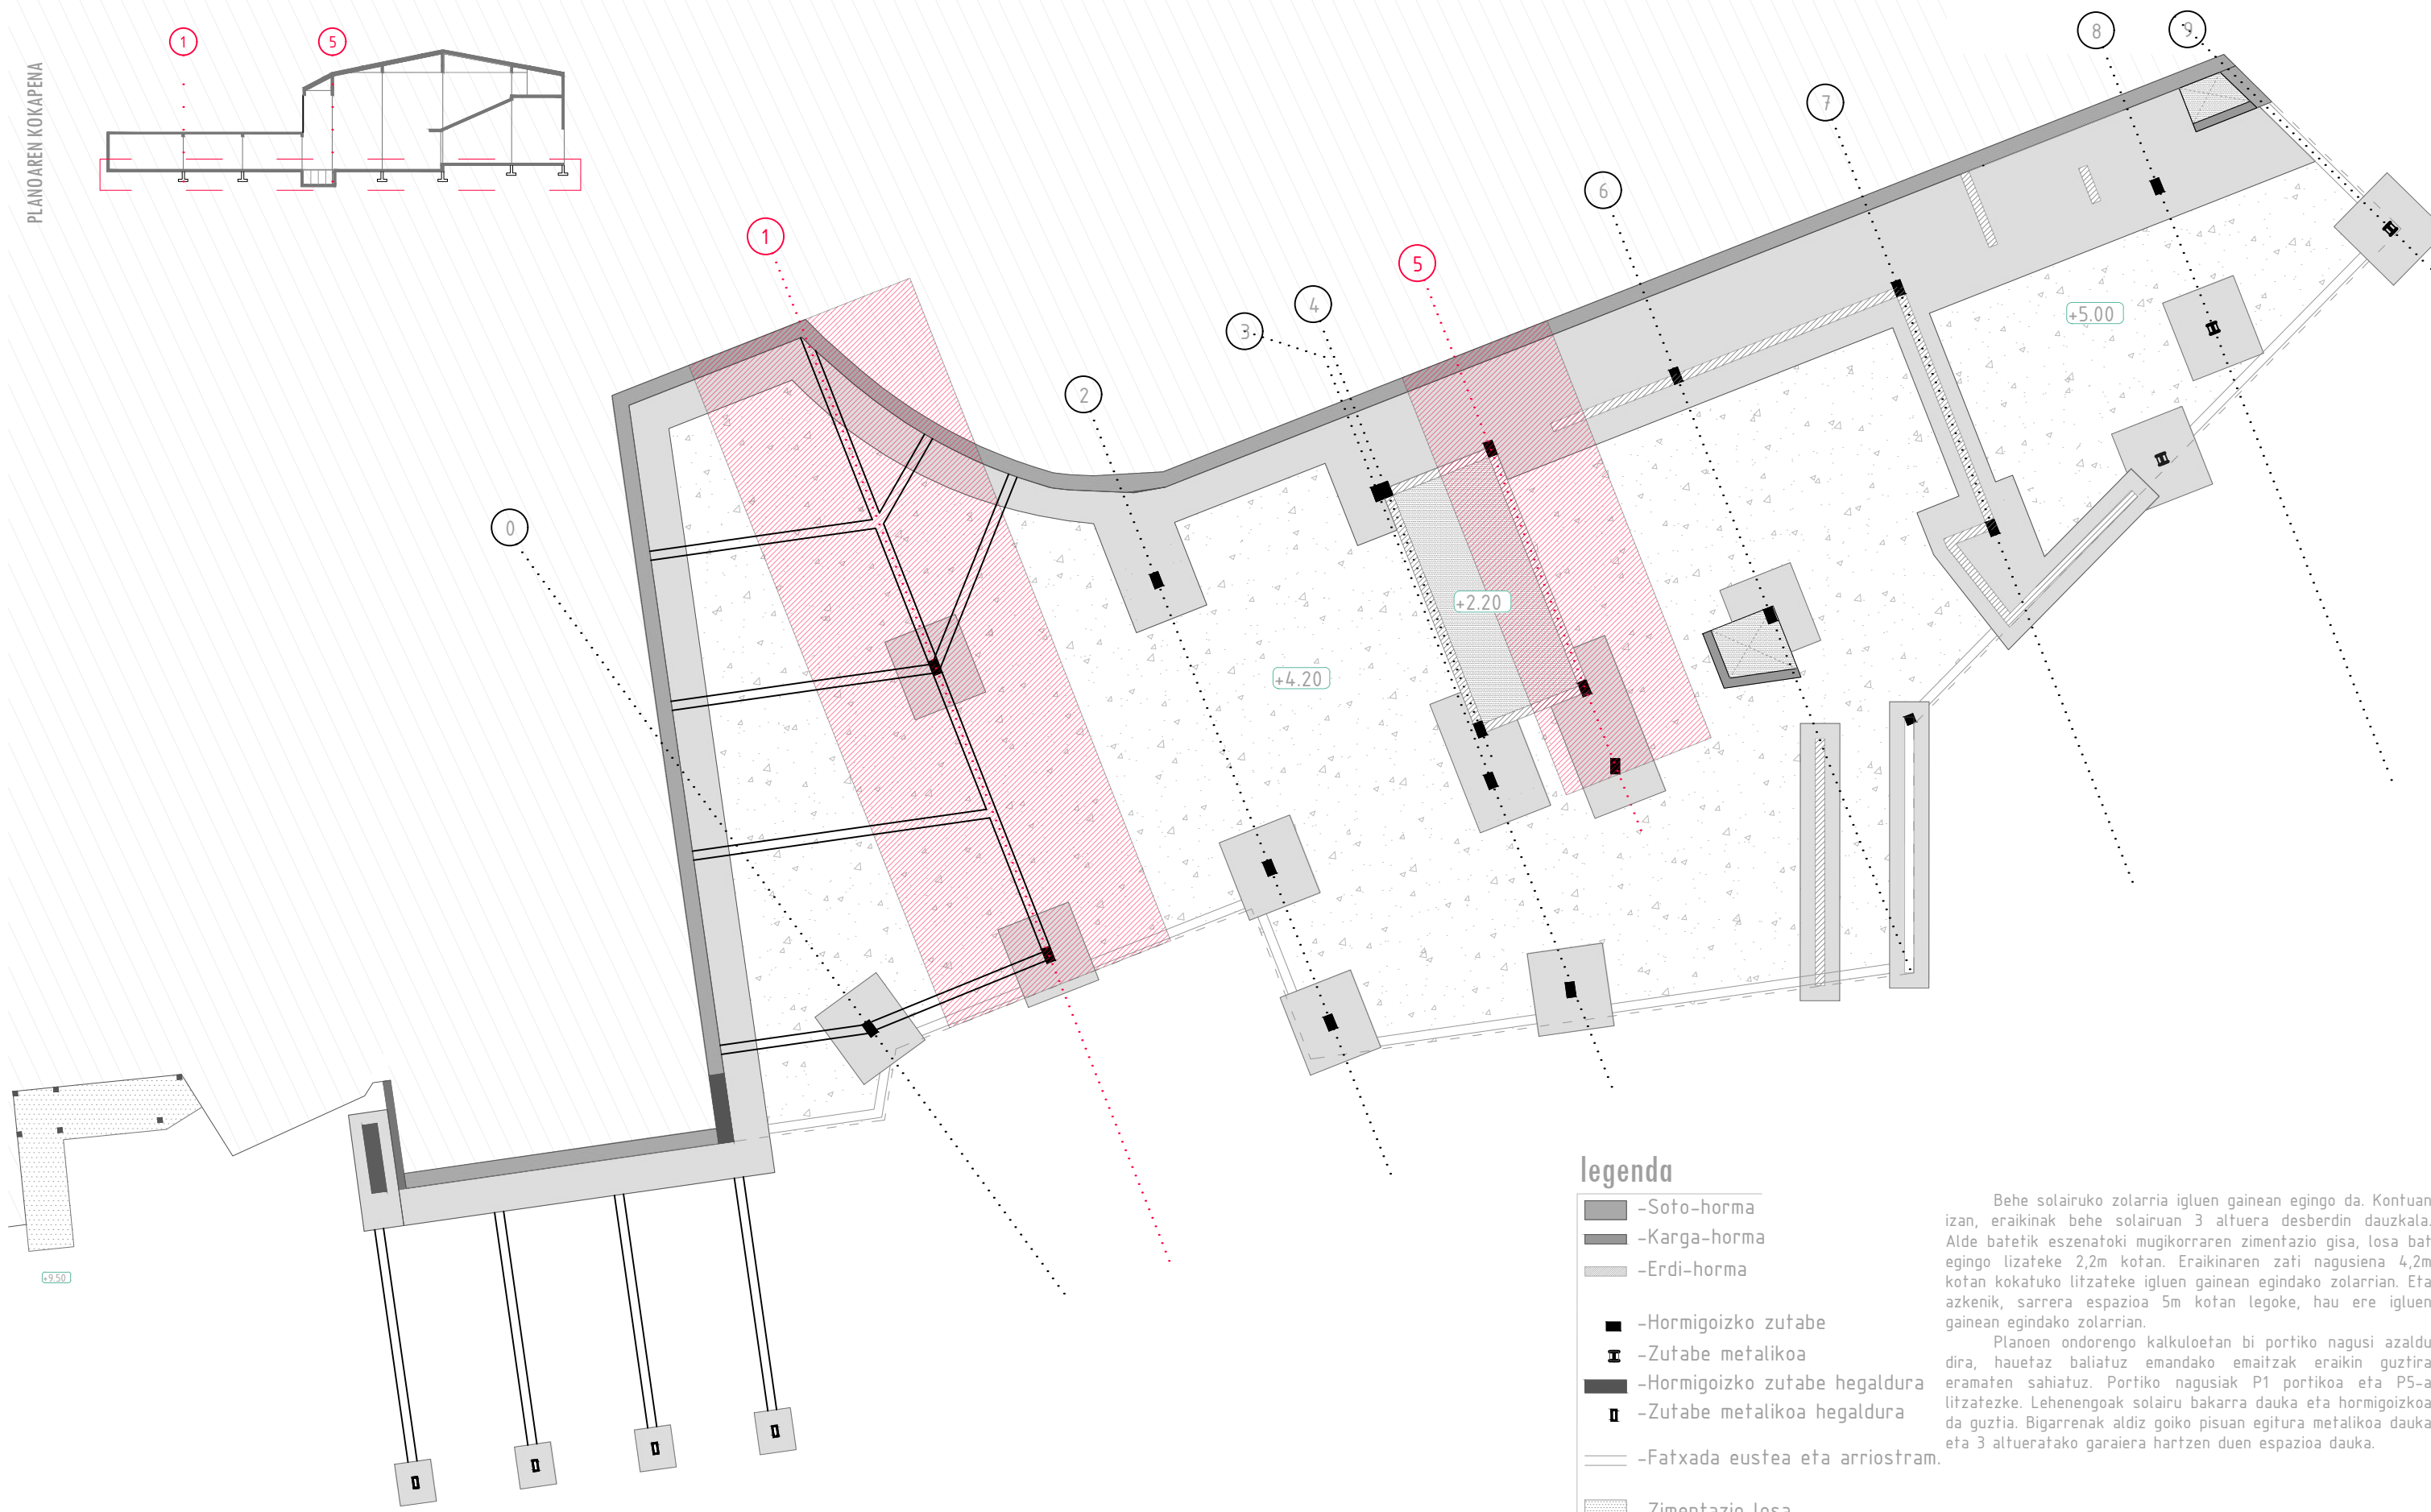 PLANOAREN KOKAPENA
1
5
1
0
2
3
4
5
6
7
8
9
+5.00
+2.20
+4.20
+9.50
legenda
-Soto-horma
-Karga-horma
-Erdi-horma
-Hormigoizko zutabe
-Zutabe metalikoa
-Hormigoizko zutabe hegaldura
-Zutabe metalikoa hegaldura
-Fatxada eustea eta arriostram.
-Zimentazio losa
Behe solairuko zolarria igluen gainean egingo da. Kontuan
izan, eraikinak behe solairuan 3 altuera desberdin dauzkala.
Alde batetik eszenatoki mugikorraren zimentazio gisa, losa bat
egingo lizateke 2,2m kotan. Eraikinaren zati nagusiena 4,2m
kotan kokatuko litzateke igluen gainean egindako zolarrian. Eta
azkenik, sarrera espazioa 5m kotan legoke, hau ere igluen
gainean egindako zolarrian.
Planoen ondorengo kalkuloetan bi portiko nagusi azaldu
dira, hauetaz baliatuz emandako emaitzak eraikin guztira
eramaten sahiatuz. Portiko nagusiak P1 portikoa eta P5-a
litzatezke. Lehenengoak solairu bakarra dauka eta hormigoizkoa
da guztia. Bigarrenak aldiz goiko pisuan egitura metalikoa dauka
eta 3 altueratako garaiera hartzen duen espazioa dauka.